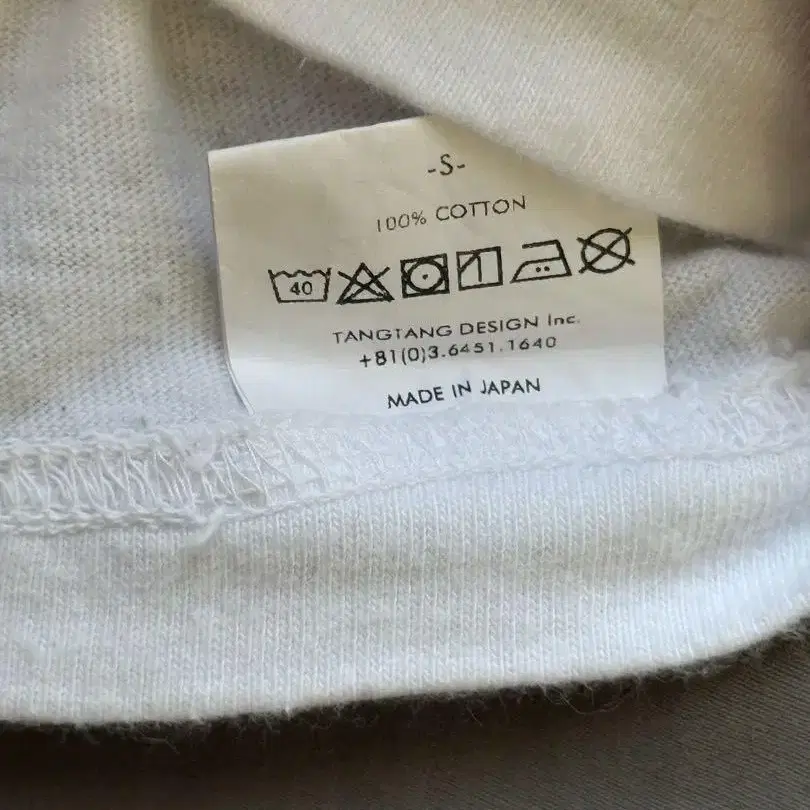 -S-
100% COTTON
40
TANGTANG DESIGN Inc.
+81(0)3.6451.1640
MADE IN JAPAN